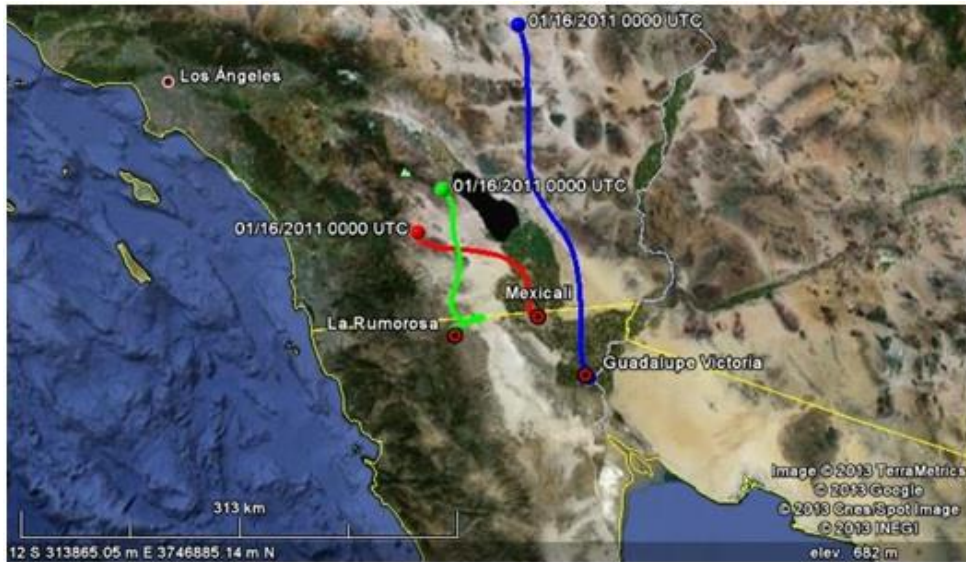 01/16/2011 0000 UTC
Los Ángeles
01/16/2011 0000 UTC
01/16/2011 0000 UTC
Mexicali
La Rumorosa
Guadalupe Victoria
Image © 2013 TerraMetrics
© 2013 Google
© 2013 Cnes/Spot Image
© 2013 INEGI
313 km
12 S 313865.05 m E 3746885.14 m N
elev. 682 m